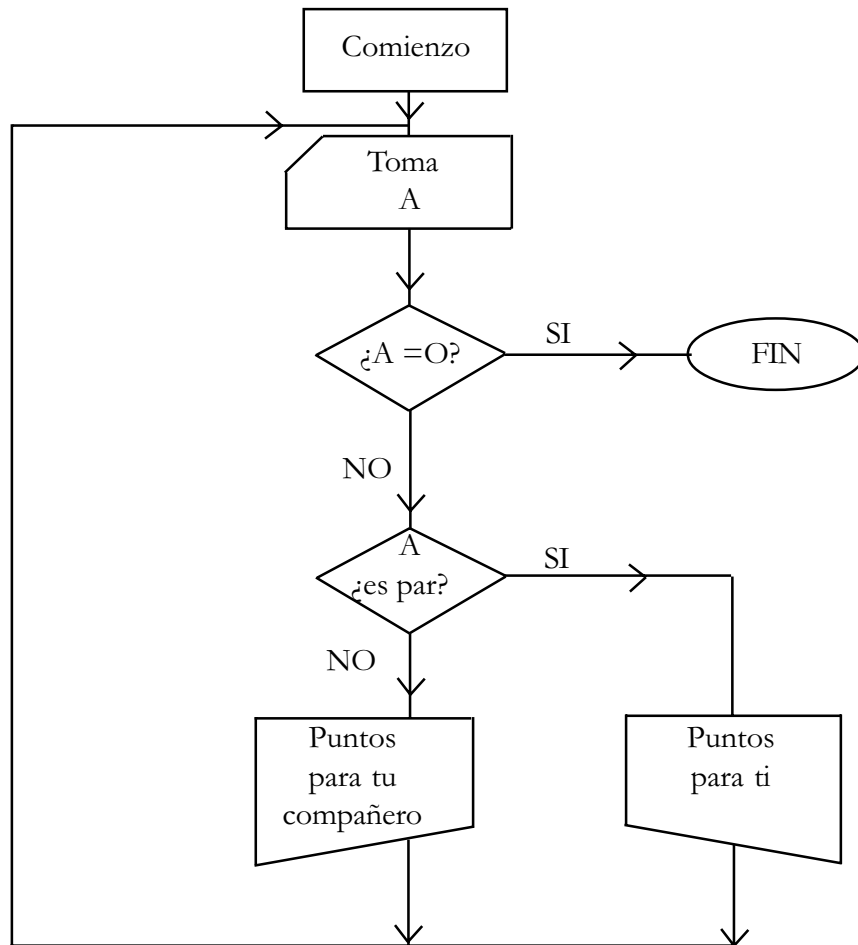 Comienzo
Toma
A
¿A =O?
SI
FIN
NO
A
¿es par?
SI
NO
Puntos
para tu
compañero
Puntos
para ti